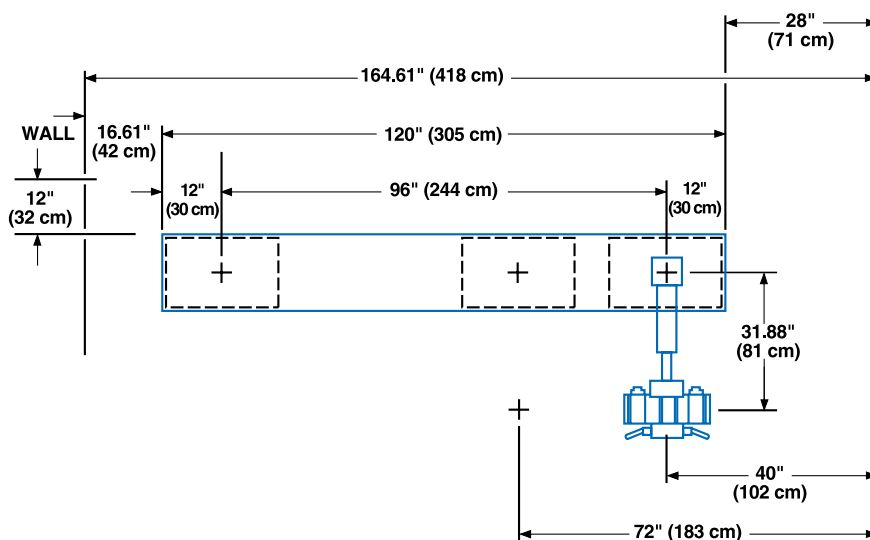 28"
(71 cm)
164.61" (418 cm)
WALL
16.61"
(42 cm)
120" (305 cm)
12"
(32 cm)
12"
(30 cm)
96" (244 cm)
12"
(30 cm)
31.88"
(81 cm)
40"
(102 cm)
72" (183 cm)